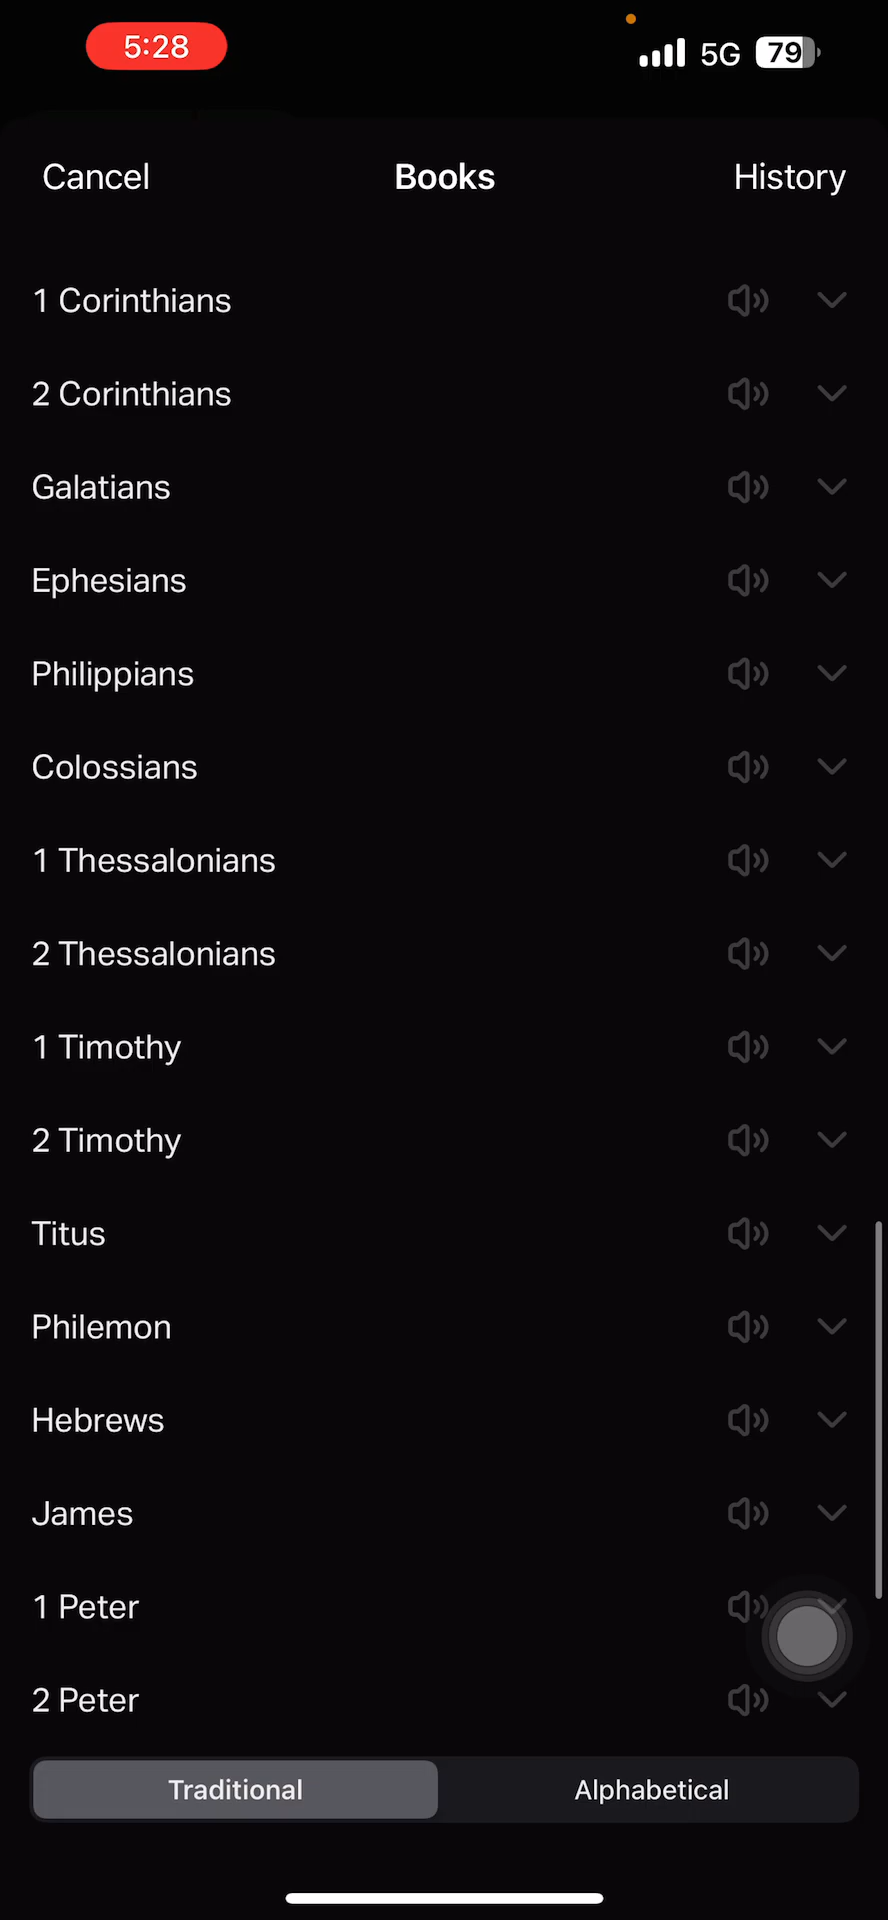 5:28
5G 79
Cancel Books History
1 Corinthians
2 Corinthians
Galatians
Ephesians
Philippians
Colossians
1 Thessalonians
2 Thessalonians
1 Timothy
2 Timothy
Titus
Philemon
Hebrews
James
1 Peter
2 Peter
Traditional Alphabetical